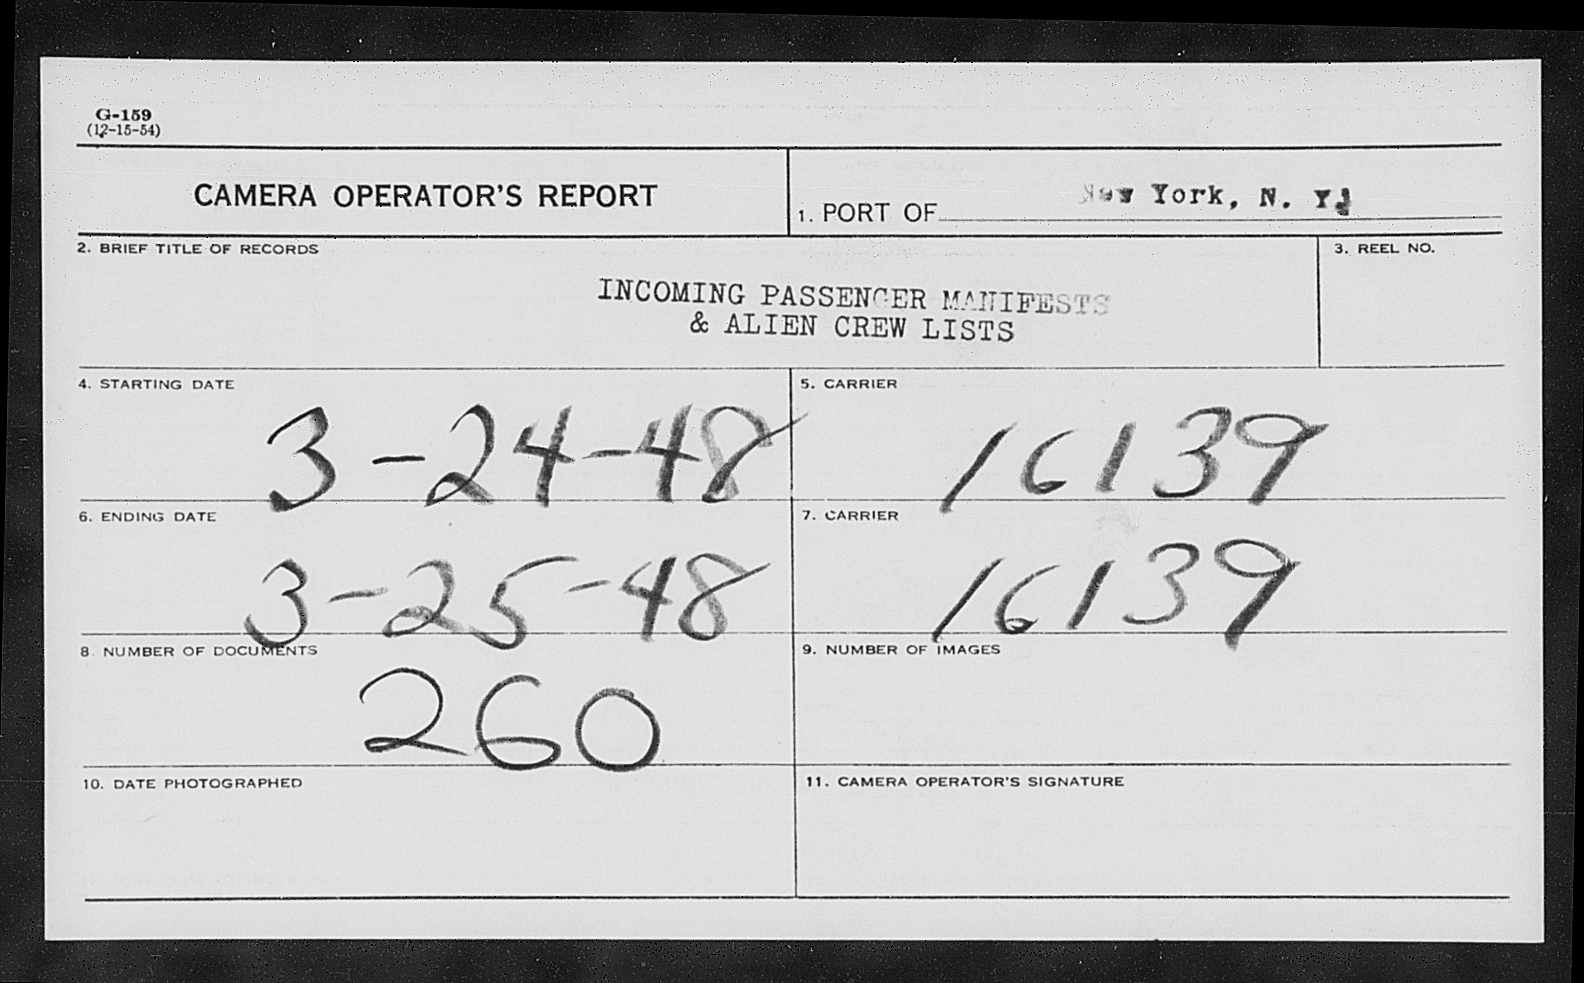 G-159
(12-15-54)
CAMERA OPERATOR'S REPORT
1. PORT OF New York, N. Y.
2. BRIEF TITLE OF RECORDS
3. REEL NO.
INCOMING PASSENGER MANIFESTS
& ALIEN CREW LISTS
4. STARTING DATE
3-24-48
5. CARRIER
16139
6. ENDING DATE
3-25-48
7. CARRIER
16139
8. NUMBER OF DOCUMENTS
260
9. NUMBER OF IMAGES
10. DATE PHOTOGRAPHED
11. CAMERA OPERATOR'S SIGNATURE